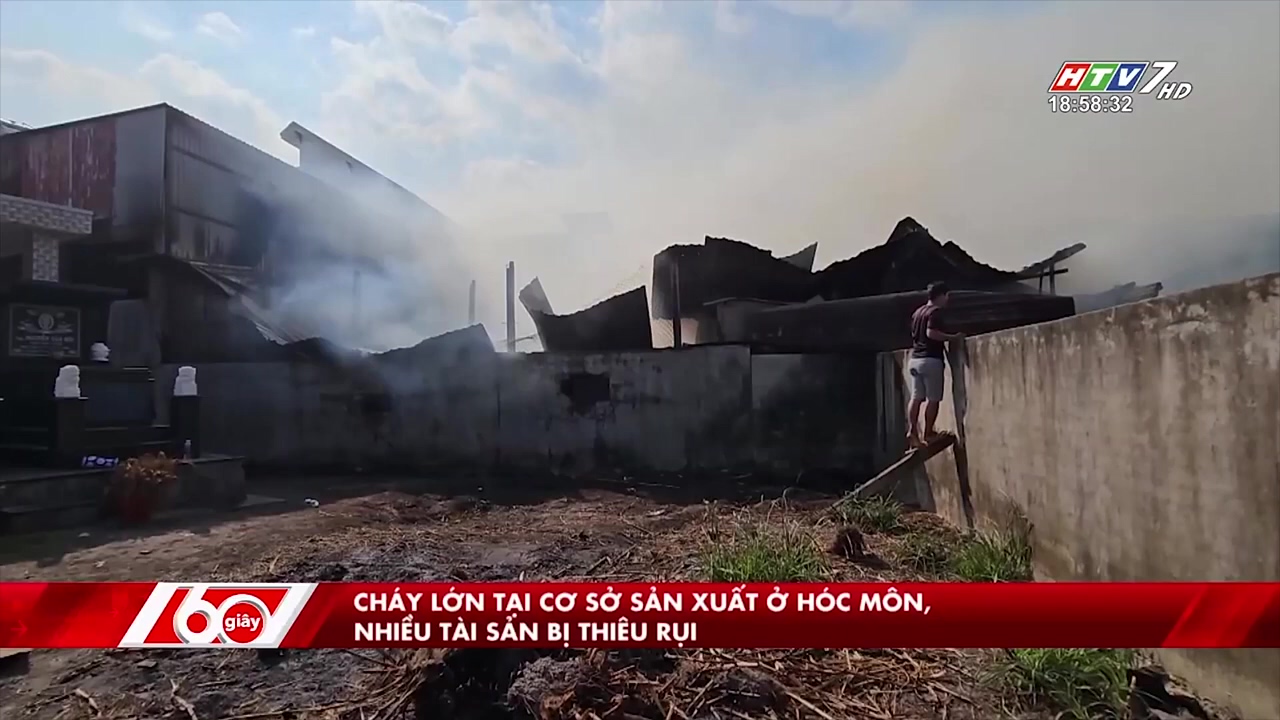 HTV7 HD
18:58:32
60 giây
CHÁY LỚN TẠI CƠ SỞ SẢN XUẤT Ở HÓC MÔN,
NHIỀU TÀI SẢN BỊ THIÊU RỤI